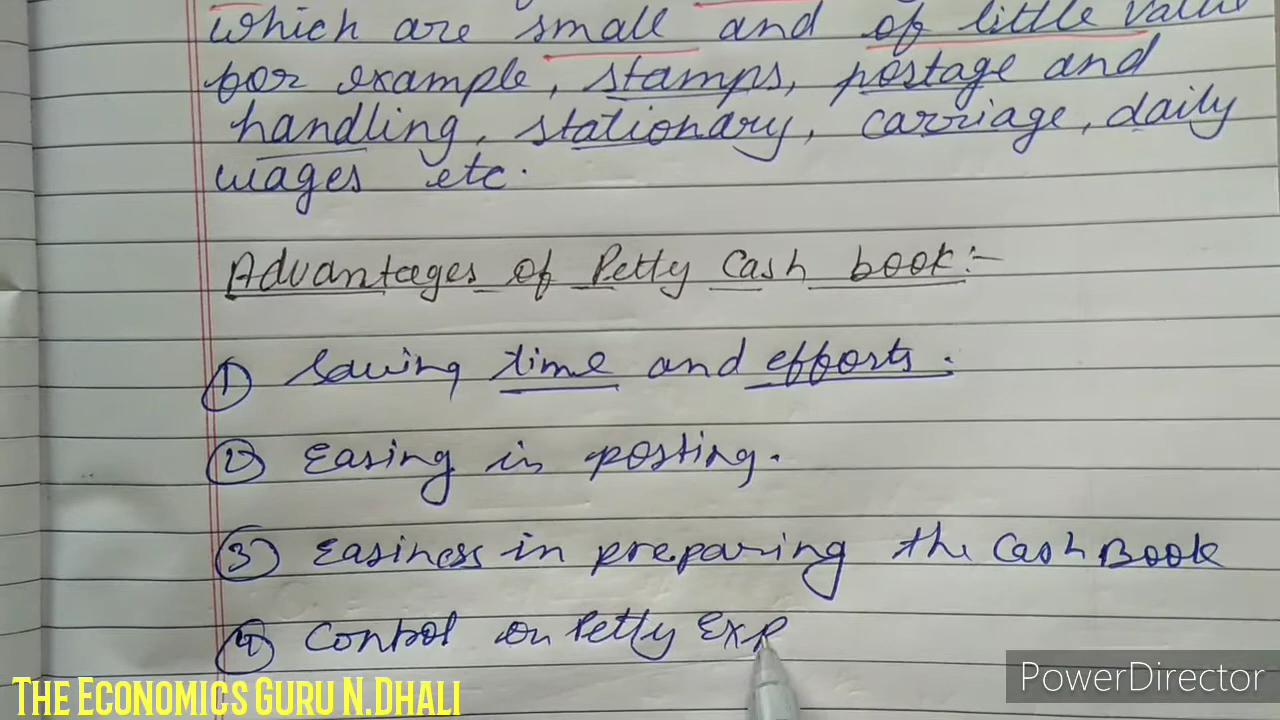 which are small and of little value
for example, stamps, postage and
handling, stationary, carriage, daily
wages etc.
Advantages of Petty Cash book:-
① Saving time and efforts.
② Easing in posting.
③ Easiness in preparing the Cash Book
④ Control on Petty Exp
THE ECONOMICS GURU N.DHALI
PowerDirector